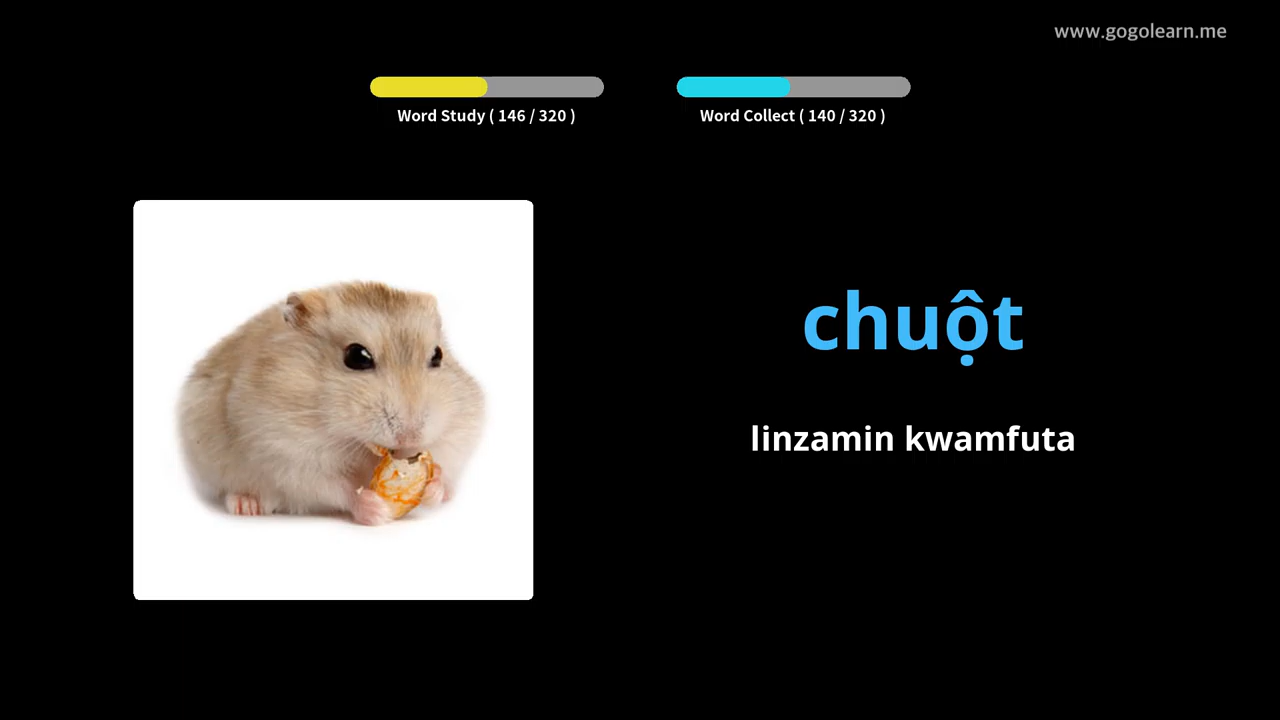 www.gogolearn.me
Word Study ( 146 / 320 )
Word Collect ( 140 / 320 )
chuột
linzamin kwamfuta